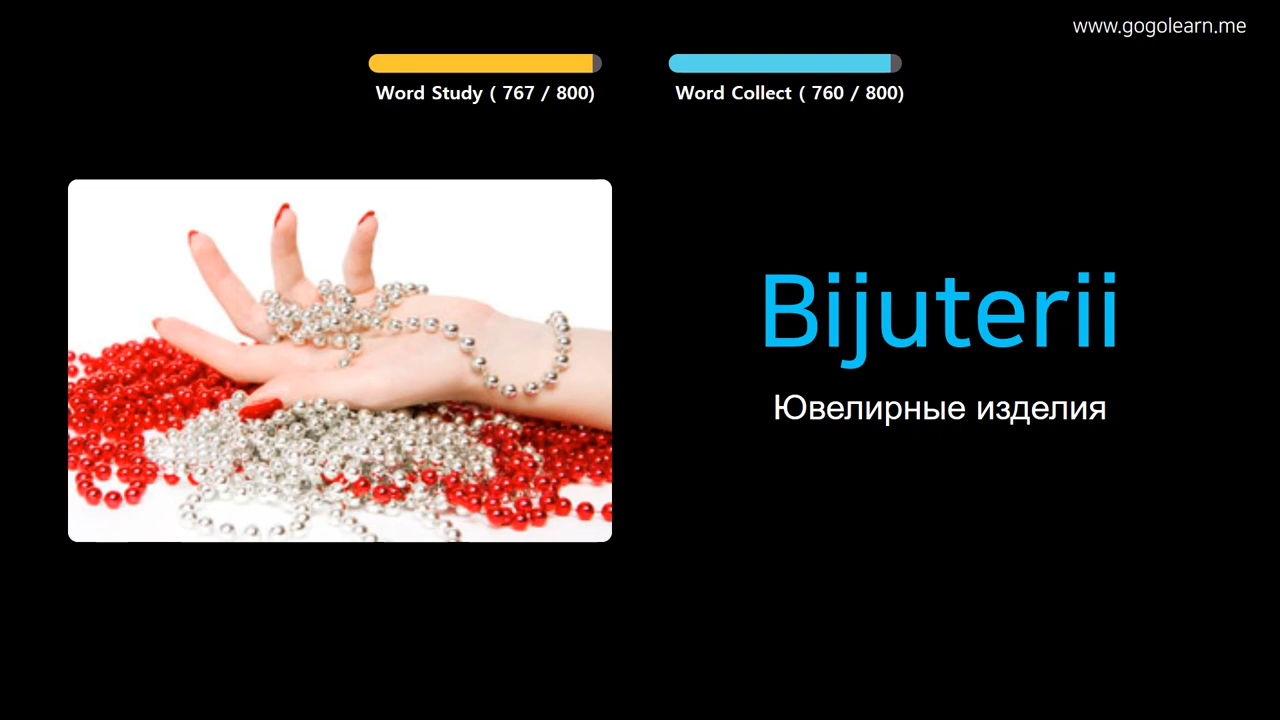 www.gogolearn.me
Word Study ( 767 / 800)
Word Collect ( 760 / 800)
Bijuterii
Ювелирные изделия